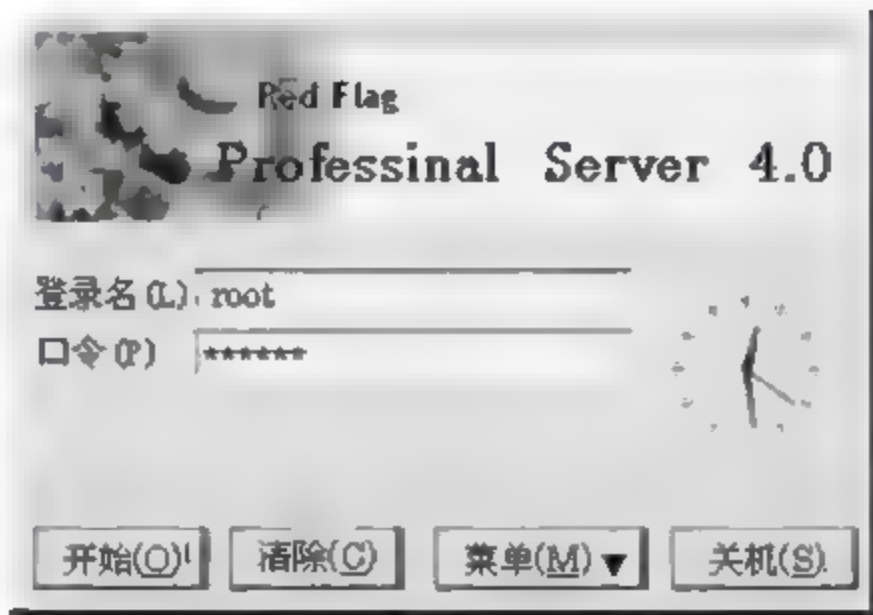 Red Flag
Professinal Server 4.0
登录名(L) root
口令(P) ******
开始(O) 清除(C) 菜单(M) 关机(S)